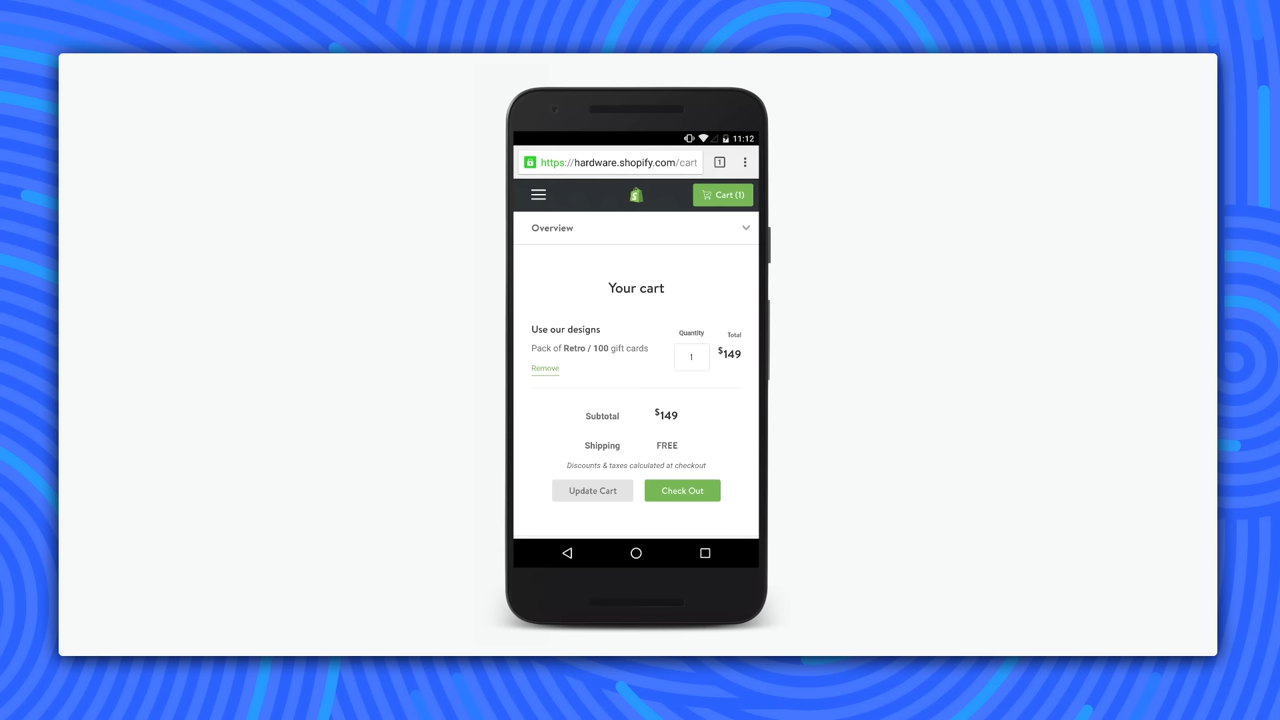 11:12
https://hardware.shopify.com/cart
1
Cart (1)
Overview
Your cart
Use our designs
Quantity
Total
Pack of Retro / 100 gift cards
1
$149
Remove
Subtotal
$149
Shipping
FREE
Discounts & taxes calculated at checkout
Update Cart
Check Out